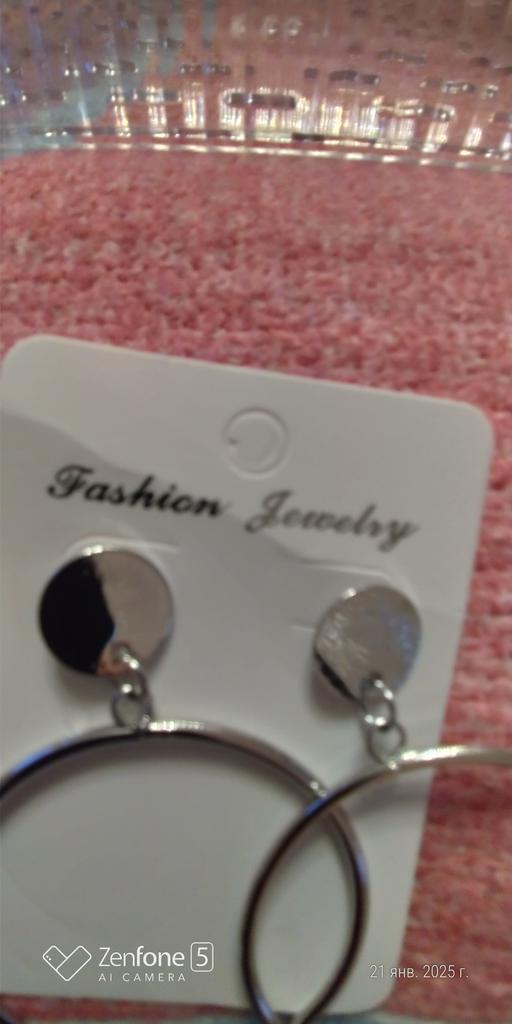 Fashion Jewelry
Zenfone 5
AI CAMERA
21 янв. 2025 г.